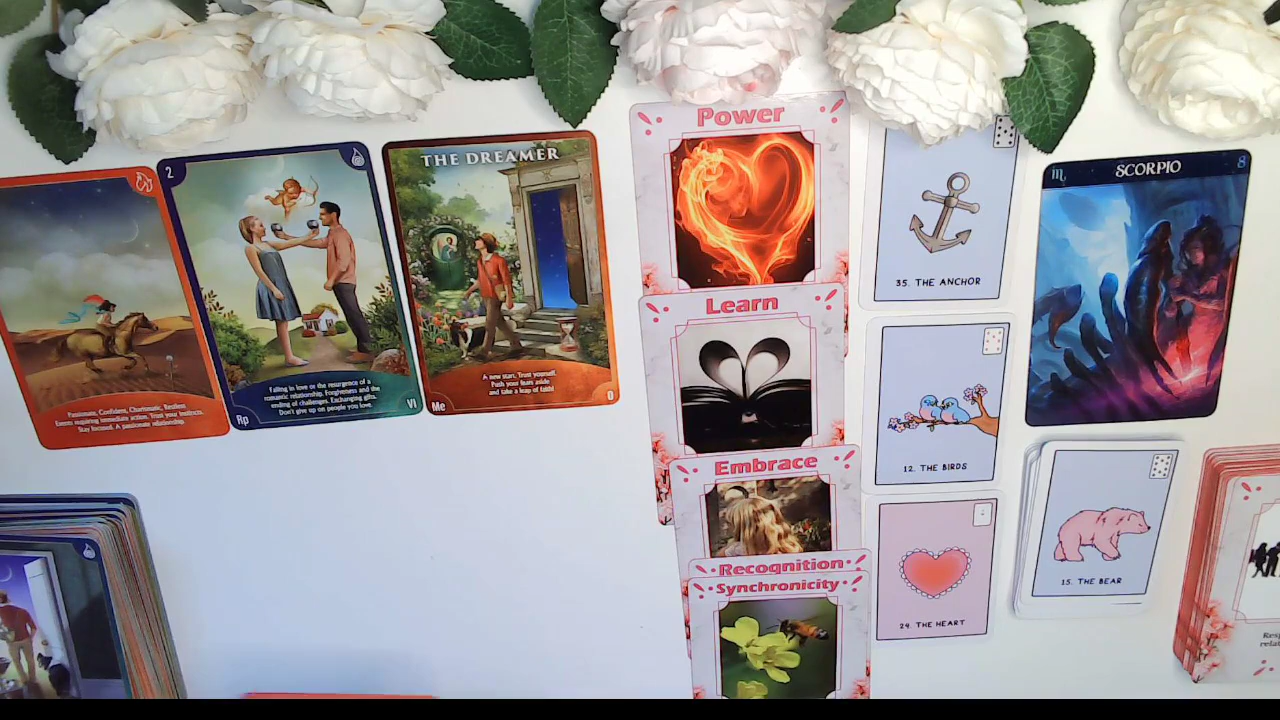 Passionate, Confident, Charismatic, Restless
Events requiring immediate action. Trust your instincts.
Stay focused. A passionate relationship.
2
Falling in love or the resurgence of a
romantic relationship. Forgiveness and the
ending of challenges. Exchanging gifts.
Don't give up on people you love.
Rp
VI
THE DREAMER
A new start. Trust yourself.
Push your fears aside
and take a leap of faith!
Me
0
Power
Learn
Embrace
Recognition
Synchronicity
35. THE ANCHOR
12. THE BIRDS
29. THE HEART
♏ SCORPIO 8
15. THE BEAR